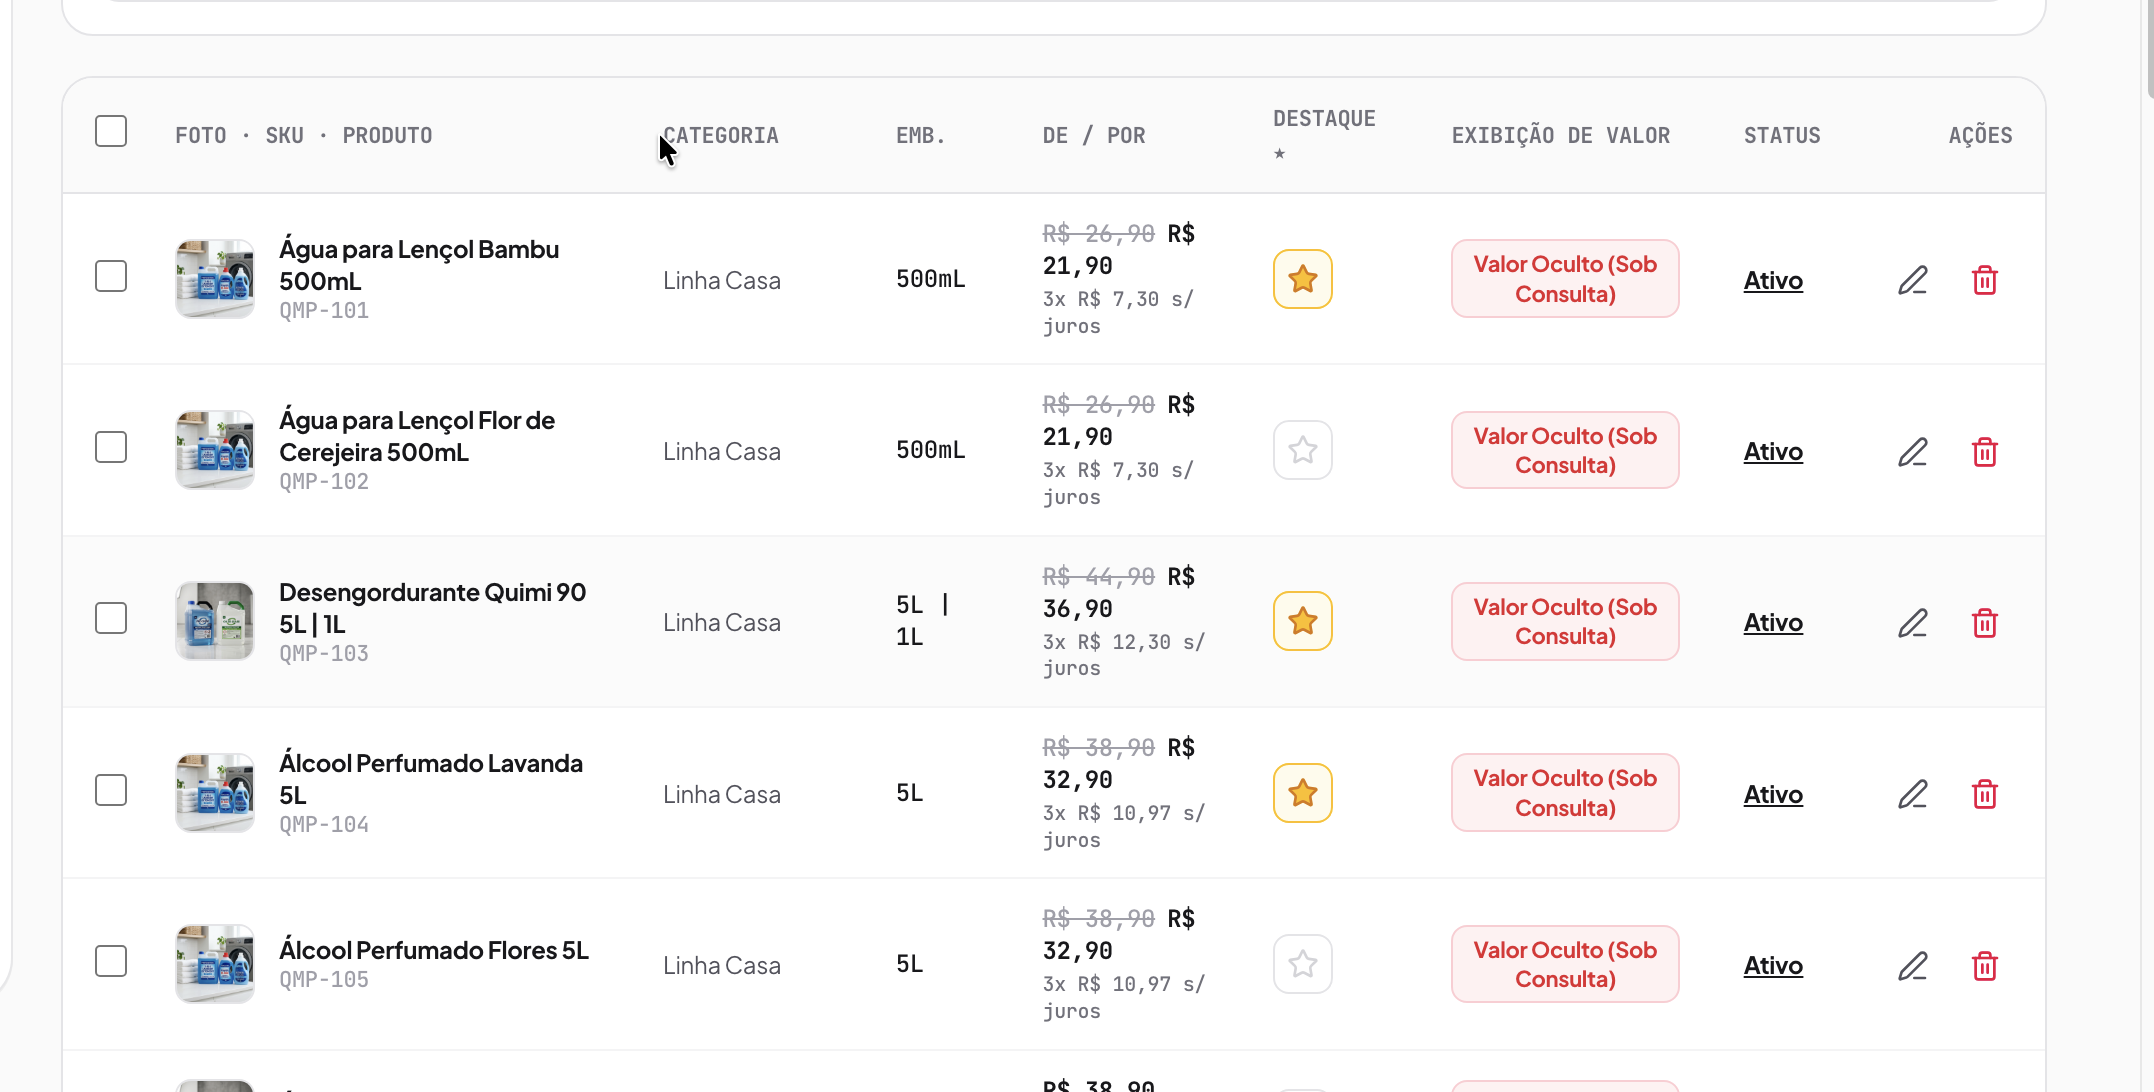 FOTO · SKU · PRODUTO
CATEGORIA
EMB.
DE / POR
DESTAQUE
★
EXIBIÇÃO DE VALOR
STATUS
AÇÕES
Água para Lençol Bambu
500mL
QMP-101
Linha Casa
500mL
R$ 26,90 R$
21,90
3x R$ 7,30 s/
juros
Valor Oculto (Sob
Consulta)
Ativo
Água para Lençol Flor de
Cerejeira 500mL
QMP-102
Linha Casa
500mL
R$ 26,90 R$
21,90
3x R$ 7,30 s/
juros
Valor Oculto (Sob
Consulta)
Ativo
Desengordurante Quimi 90
5L | 1L
QMP-103
Linha Casa
5L |
1L
R$ 44,90 R$
36,90
3x R$ 12,30 s/
juros
Valor Oculto (Sob
Consulta)
Ativo
Álcool Perfumado Lavanda
5L
QMP-104
Linha Casa
5L
R$ 38,90 R$
32,90
3x R$ 10,97 s/
juros
Valor Oculto (Sob
Consulta)
Ativo
Álcool Perfumado Flores 5L
QMP-105
Linha Casa
5L
R$ 38,90 R$
32,90
3x R$ 10,97 s/
juros
Valor Oculto (Sob
Consulta)
Ativo
R$ 38,90